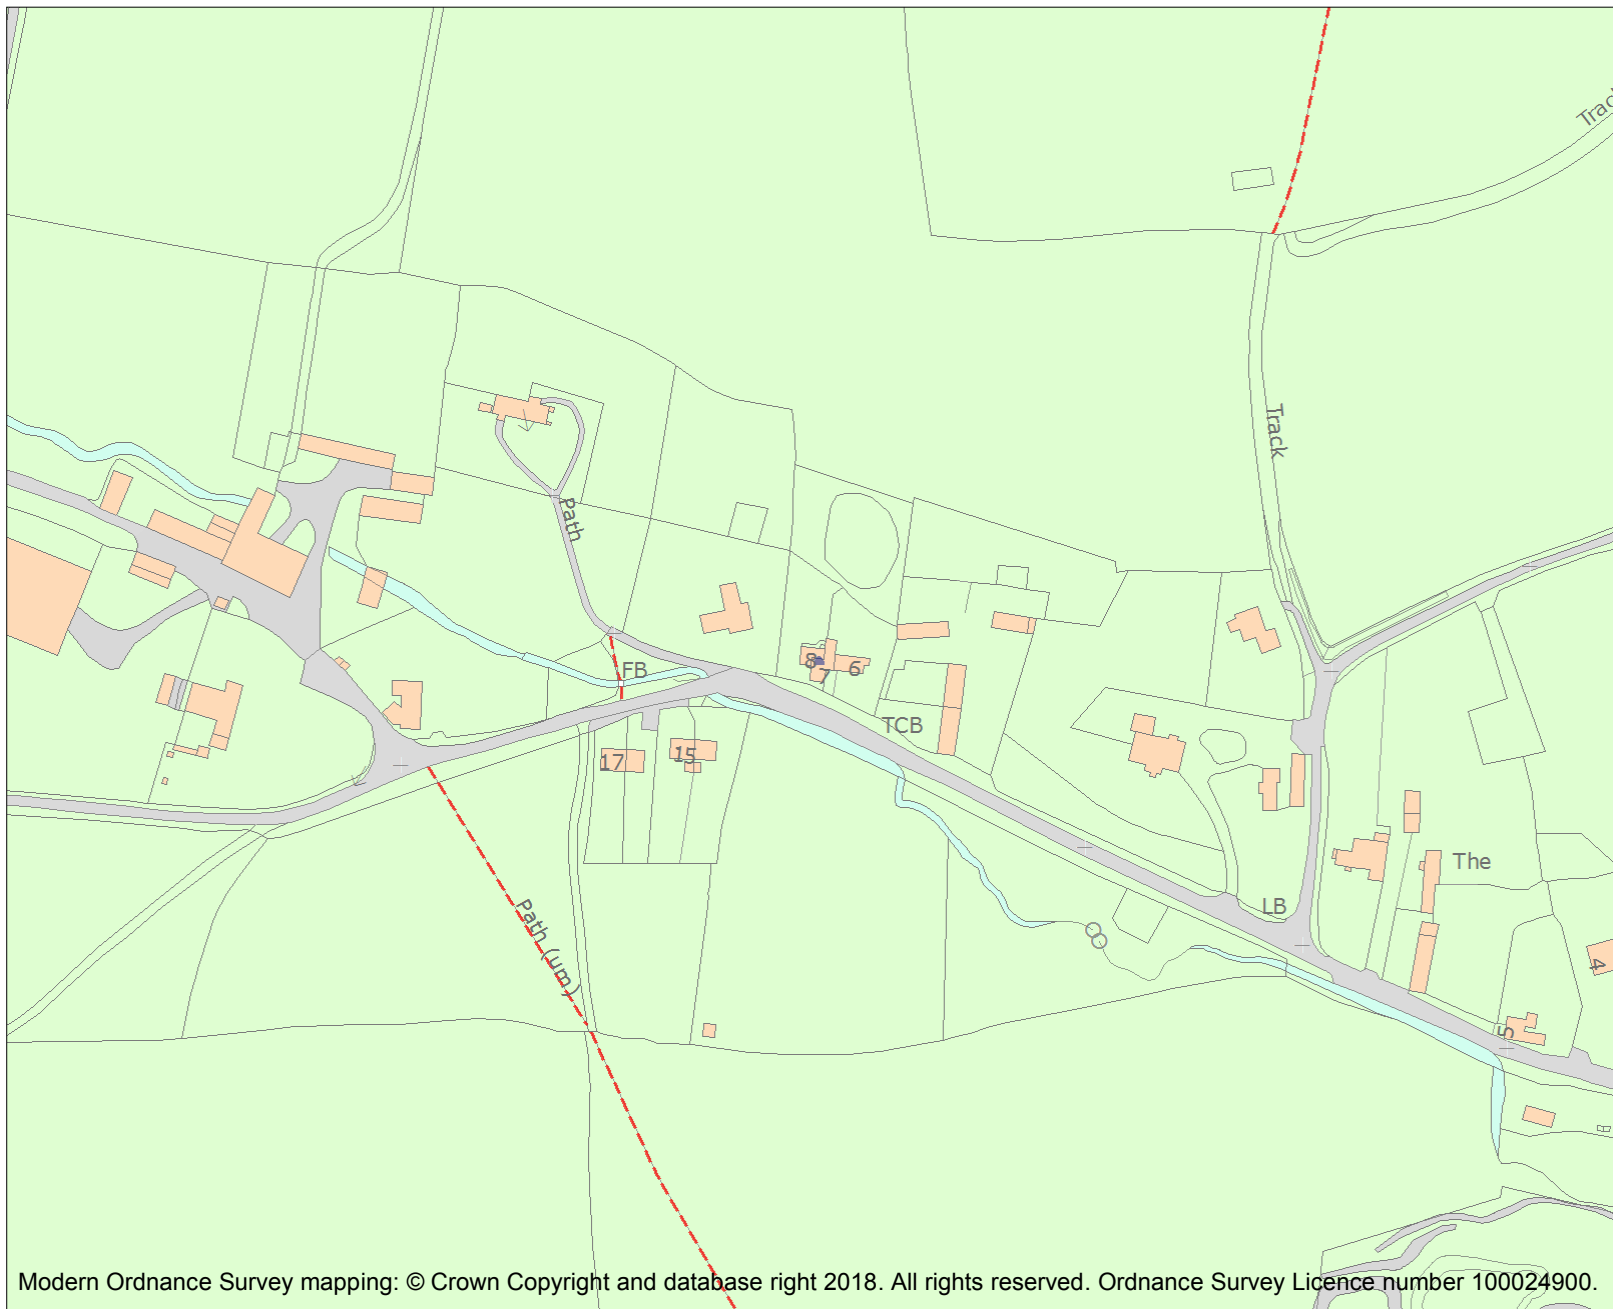 Track
Path
FB
8
7
6
TCB
17
15
Path (um)
The
LB
4
5
Modern Ordnance Survey mapping: © Crown Copyright and database right 2018. All rights reserved. Ordnance Survey Licence number 100024900.